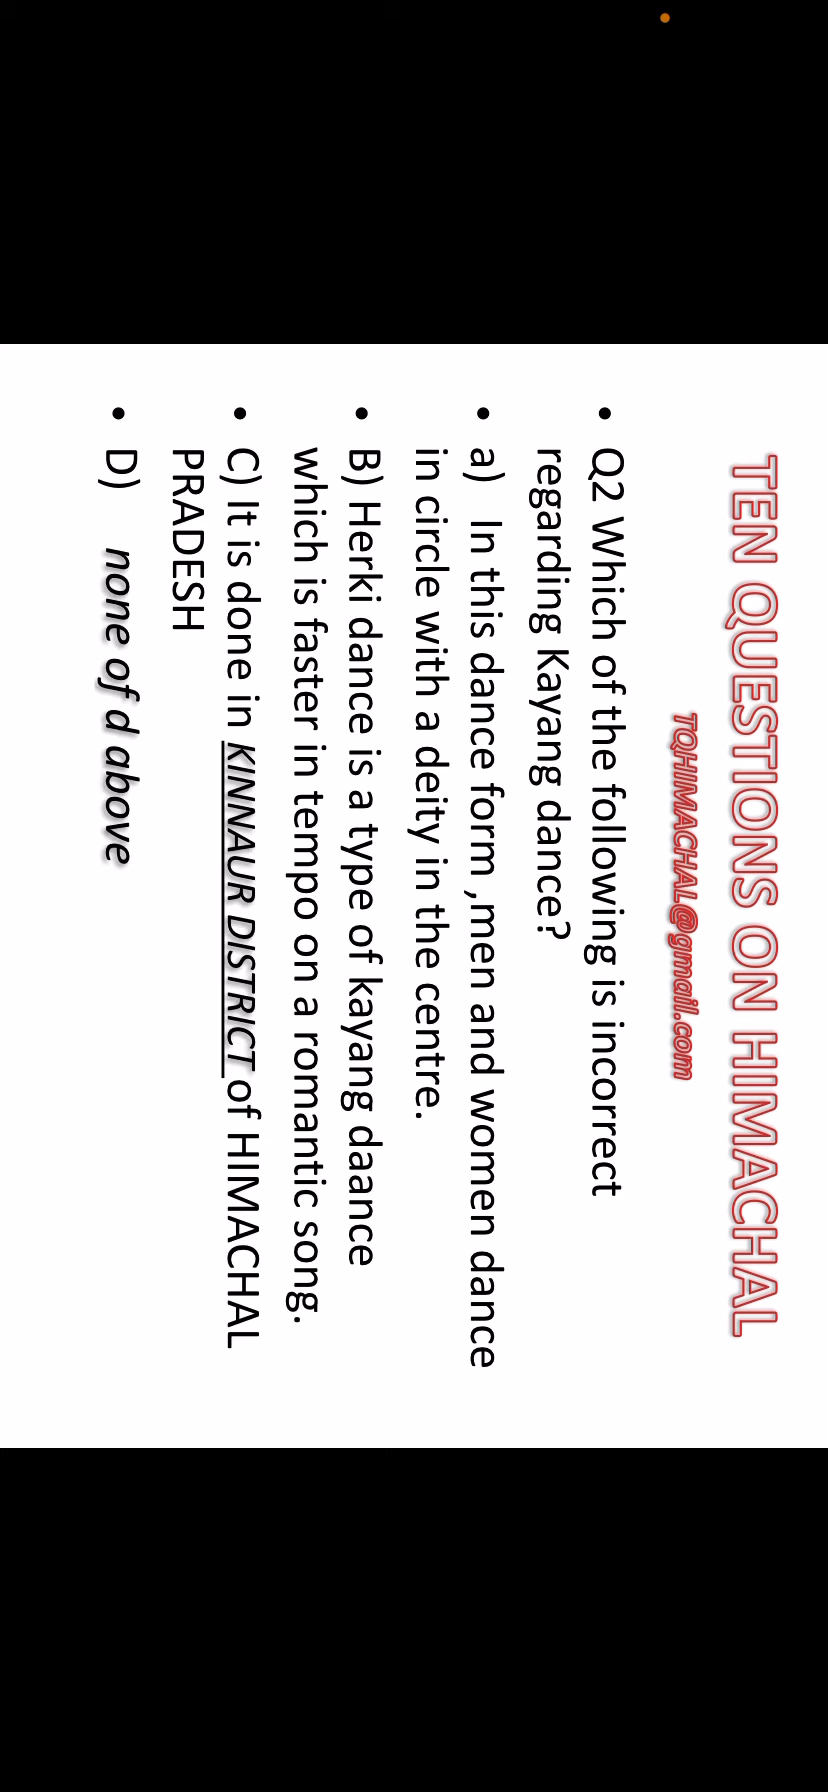 TEN QUESTIONS ON HIMACHAL
TQHIMACHAL@gmail.com
• Q2 Which of the following is incorrect
regarding Kayang dance?
• a) In this dance form ,men and women dance
in circle with a deity in the centre.
• B) Herki dance is a type of kayang daance
which is faster in tempo on a romantic song.
• C) It is done in KINNAUR DISTRICT of HIMACHAL
PRADESH
• D) none of d above